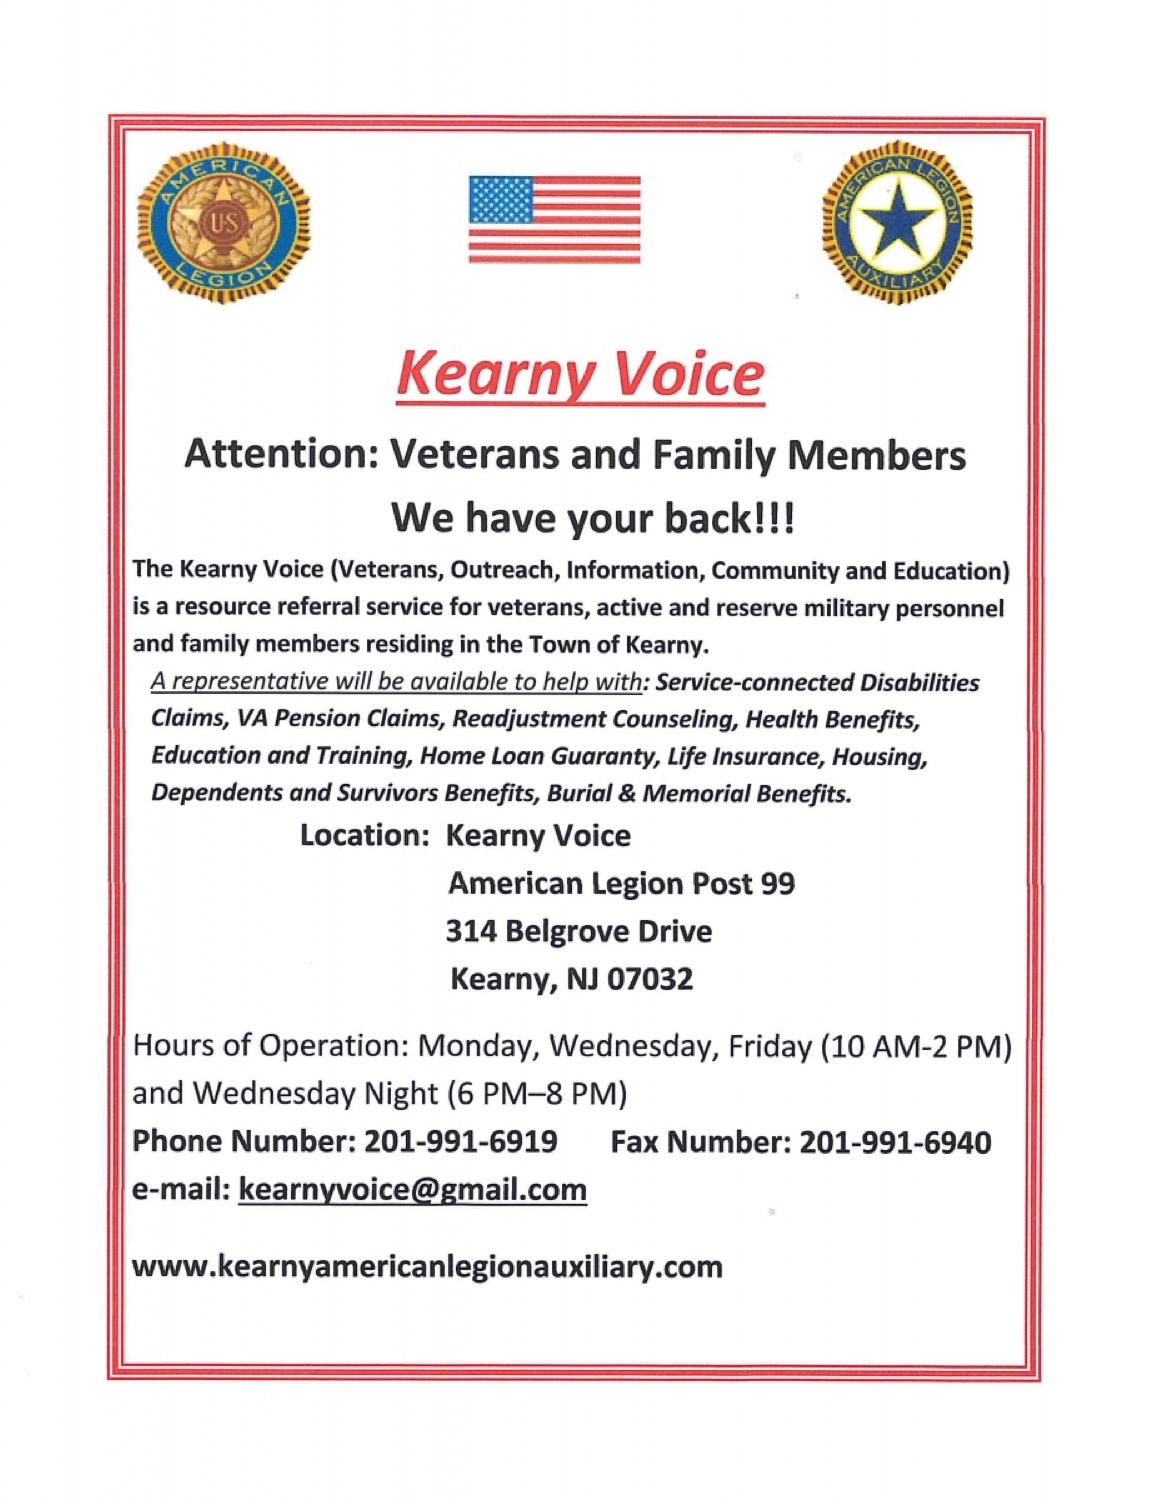 AMERICAN LEGION
U·S
AMERICAN LEGION AUXILIARY
Kearny Voice
Attention: Veterans and Family Members
We have your back!!!
The Kearny Voice (Veterans, Outreach, Information, Community and Education)
is a resource referral service for veterans, active and reserve military personnel
and family members residing in the Town of Kearny.
A representative will be available to help with: Service-connected Disabilities
Claims, VA Pension Claims, Readjustment Counseling, Health Benefits,
Education and Training, Home Loan Guaranty, Life Insurance, Housing,
Dependents and Survivors Benefits, Burial & Memorial Benefits.
Location: Kearny Voice
American Legion Post 99
314 Belgrove Drive
Kearny, NJ 07032
Hours of Operation: Monday, Wednesday, Friday (10 AM-2 PM)
and Wednesday Night (6 PM–8 PM)
Phone Number: 201-991-6919 Fax Number: 201-991-6940
e-mail: kearnyvoice@gmail.com
www.kearnyamericanlegionauxiliary.com